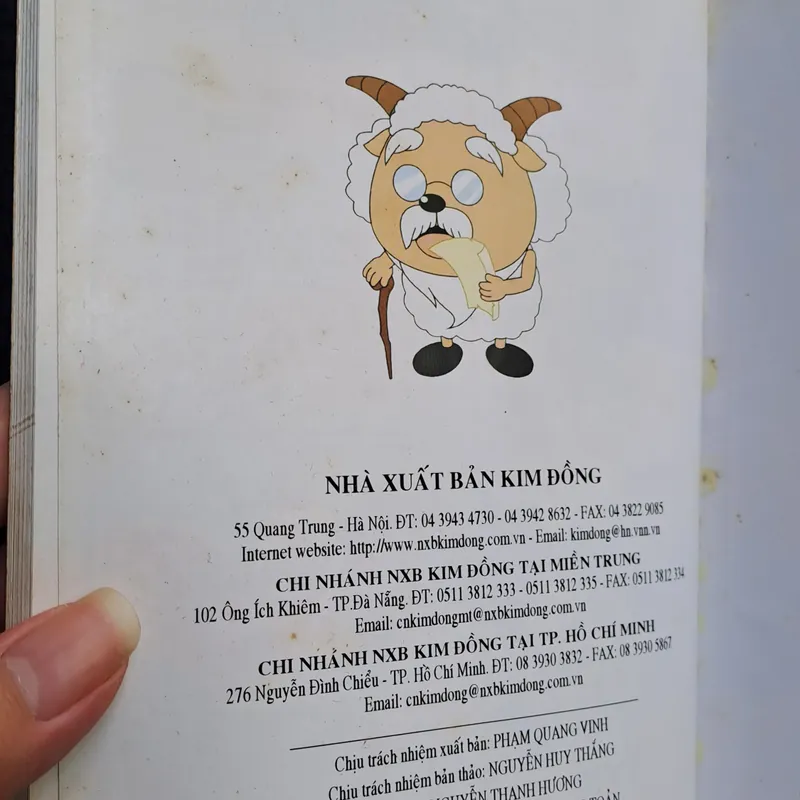 NHÀ XUẤT BẢN KIM ĐỒNG
55 Quang Trung - Hà Nội. ĐT: 04 3943 4730 - 04 3942 8632 - FAX: 04 3822 9085
Internet website: http://www.nxbkimdong.com.vn - Email: kimdong@hn.vnn.vn
CHI NHÁNH NXB KIM ĐỒNG TẠI MIỀN TRUNG
102 Ông Ích Khiêm - TP.Đà Nẵng. ĐT: 0511 3812 333 - 0511 3812 335 - FAX: 0511 3812 334
Email: cnkimdongmt@nxbkimdong.com.vn
CHI NHÁNH NXB KIM ĐỒNG TẠI TP. HỒ CHÍ MINH
276 Nguyễn Đình Chiểu - TP. Hồ Chí Minh. ĐT: 08 3930 3832 - FAX: 08 3930 5867
Email: cnkimdong@nxbkimdong.com.vn
Chịu trách nhiệm xuất bản: PHẠM QUANG VINH
Chịu trách nhiệm bản thảo: NGUYỄN HUY THẮNG
NGUYỄN THANH HƯƠNG
TOẢN